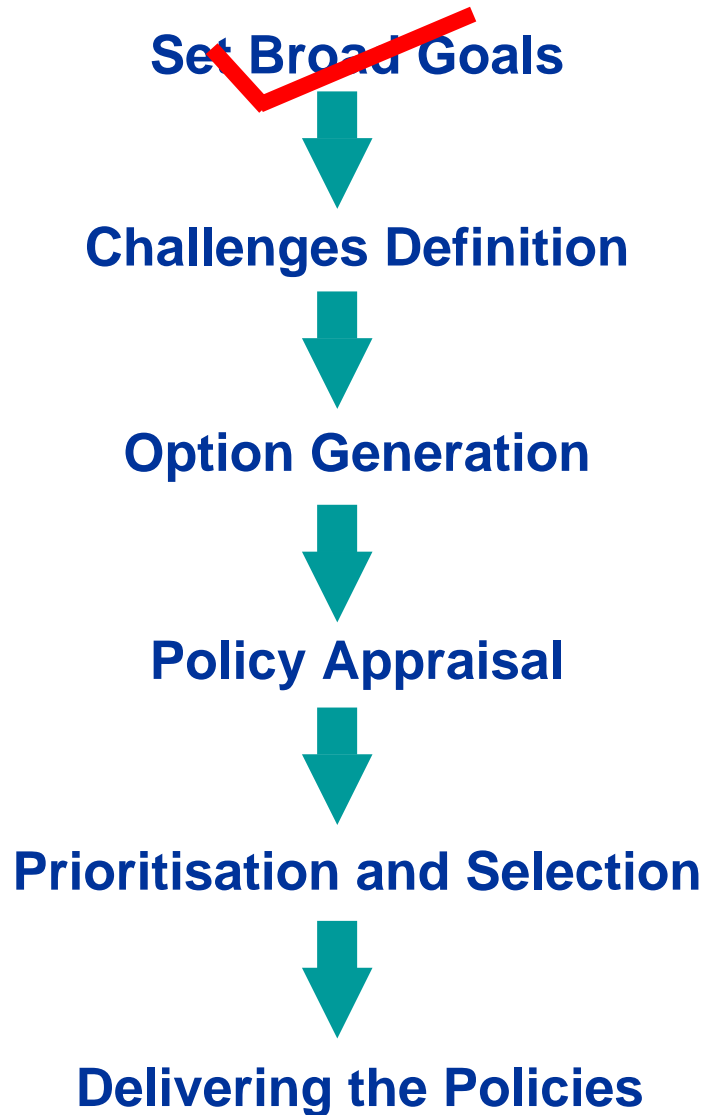 Set Broad Goals
Challenges Definition
Option Generation
Policy Appraisal
Prioritisation and Selection
Delivering the Policies